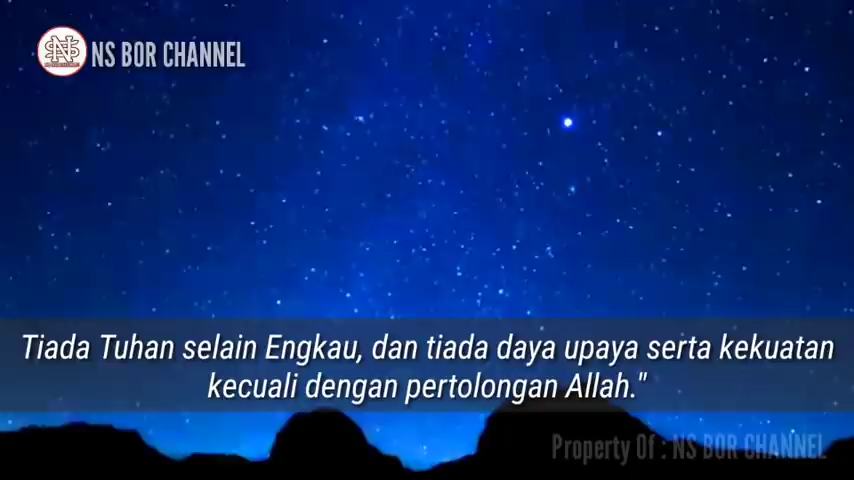 NS BOR CHANNEL
Tiada Tuhan selain Engkau, dan tiada daya upaya serta kekuatan
kecuali dengan pertolongan Allah."
Property Of : NS BOR CHANNEL